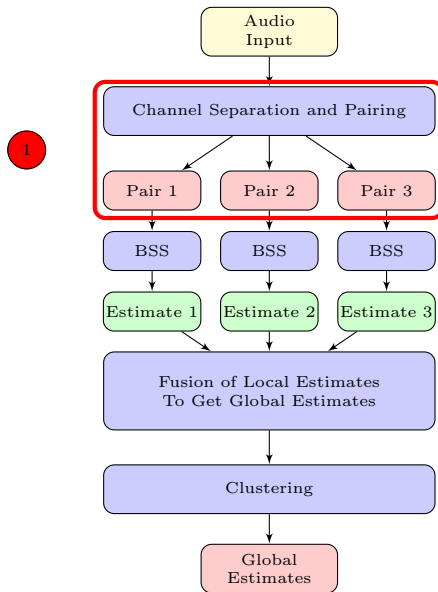 Audio
Input
Channel Separation and Pairing
1
Pair 1
Pair 2
Pair 3
BSS
BSS
BSS
Estimate 1
Estimate 2
Estimate 3
Fusion of Local Estimates
To Get Global Estimates
Clustering
Global
Estimates